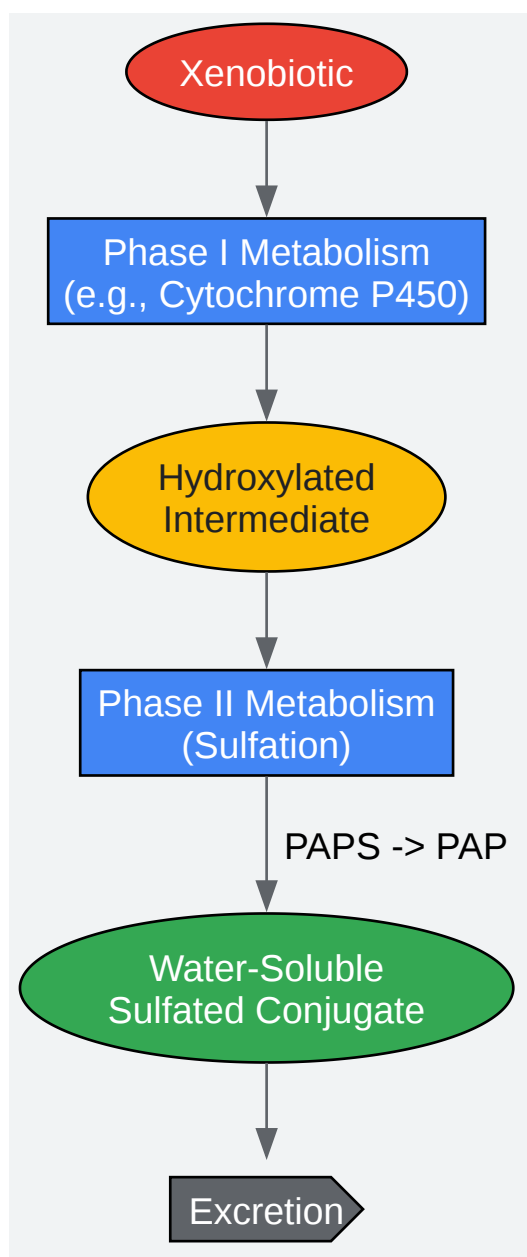 Xenobiotic
Phase I Metabolism
(e.g., Cytochrome P450)
Hydroxylated
Intermediate
Phase II Metabolism
(Sulfation)
PAPS -> PAP
Water-Soluble
Sulfated Conjugate
Excretion